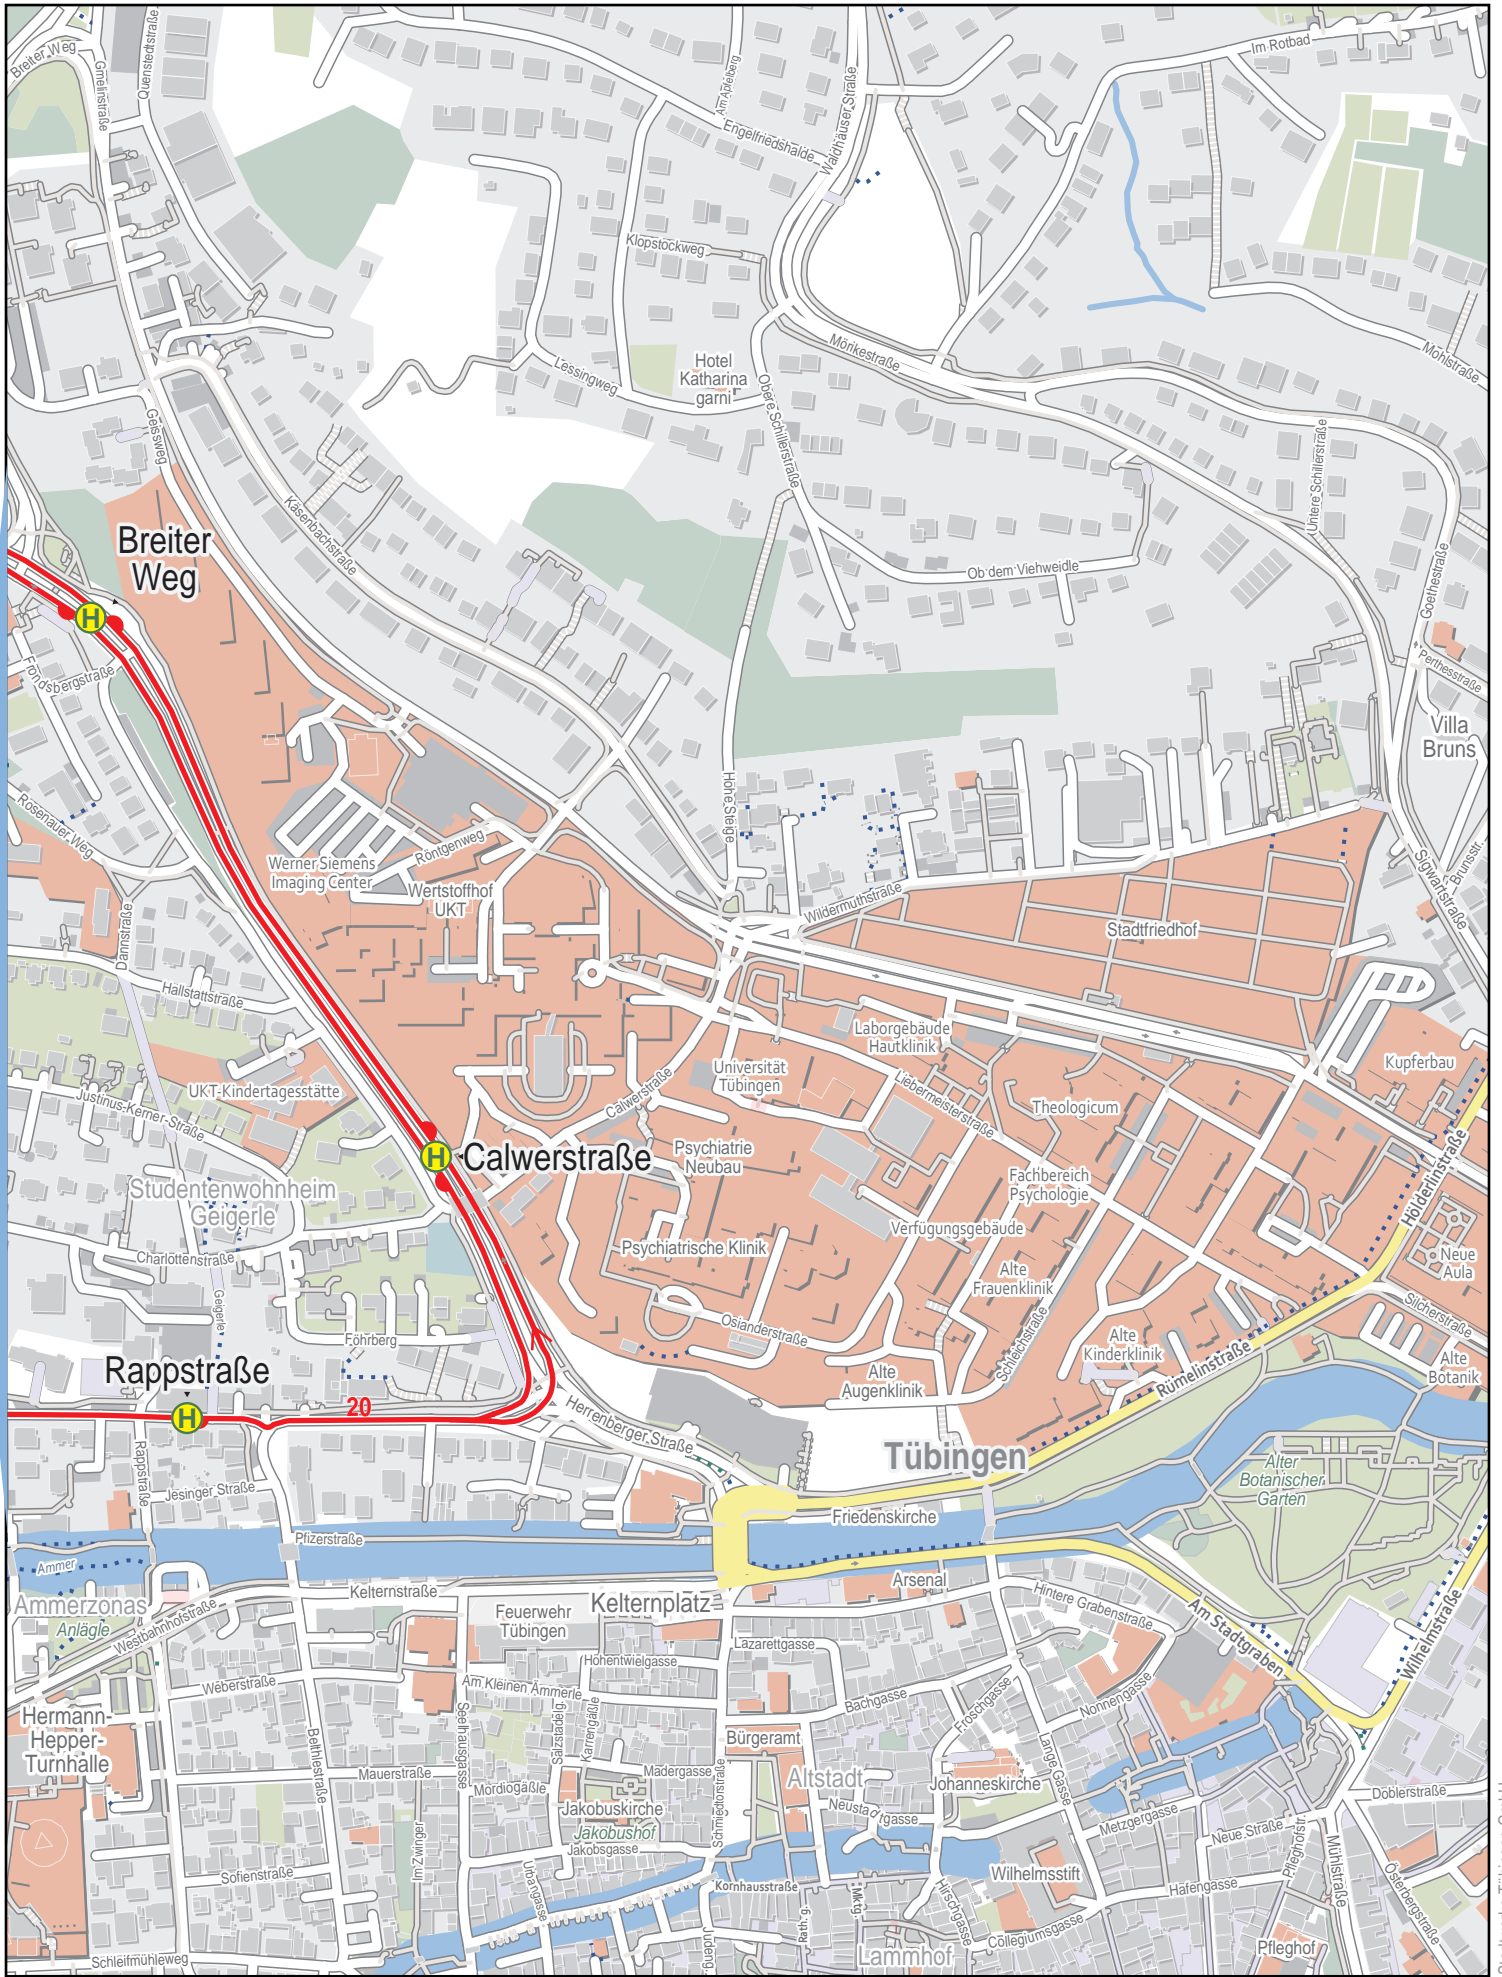 Breiter Weg
Gmelinstraße
Quenstedtstraße
Am Apfelberg
Engelfriedshalde
Waldhäuser Straße
Im Rotbad
Klopstockweg
Mörikestraße
Mohlstraße
Hotel
Katharina
garni
Lessingweg
Obere Schillerstraße
Geissweg
Untere Schillerstraße
Käsenbachstraße
Breiter
Weg
H
Ob dem Viehweidle
Goethestraße
Frondsbergstraße
Perthesstraße
Villa
Bruns
Hohe Steige
Rosenauer Weg
Röntgenweg
Werner Siemens
Imaging Center
Wertstoffhof
UKT
Wildermuthstraße
Sigwartstraße
Brunsstr.
Stadtfriedhof
Dannstraße
Hallstattstraße
Laborgebäude
Hautklinik
Kupferbau
UKT-Kindertagesstätte
Universität
Tübingen
Calwerstraße
Liebermeisterstraße
Theologicum
Justinus-Kerner-Straße
H
Calwerstraße
Psychiatrie
Neubau
Hölderlinstraße
Studentenwohnheim
Geigerle
Fachbereich
Psychologie
Verfügungsgebäude
Charlottenstraße
Psychiatrische Klinik
Neue
Aula
Alte
Frauenklinik
Geigerle
Osianderstraße
Silcherstraße
Föhrberg
Schleichstraße
Alte
Kinderklinik
Rümelinstraße
Alte
Botanik
Rappstraße
H
20
Alte
Augenklinik
Herrenberger Straße
Tübingen
Rappstraße
Jesinger Straße
Alter
Botanischer
Garten
Friedenskirche
Pfizerstraße
Ammer
Kelternstraße
Arsenal
Ammerzonas
Anlägle
Westbahnhofstraße
Kelternplatz
Feuerwehr
Tübingen
Hintere Grabenstraße
Am Stadtgraben
Wilhelmstraße
Lazarettgasse
Hohentwielgasse
Weberstraße
Am Kleinen Ämmerle
Bachgasse
Froschgasse
Nonnengasse
Hermann-
Hepper-
Turnhalle
Beithlestraße
Seelhausgasse
Salzstadelg.
Karrengäßle
Bürgeramt
Lange Gasse
Mauerstraße
Mordiogäßle
Madergasse
Altstadt
Johanneskirche
Doblerstraße
Jakobuskirche
Jakobushof
Jakobsgasse
Schmiedtorstraße
Neustadtgasse
Metzgergasse
Neue Straße
Pfleghofstr.
Mühlstraße
Im Zwinger
Sofienstraße
Urbangasse
Kornhausstraße
Wilhelmsstift
Hafengasse
Österbergstraße
Rath.g.
Mktg
Hirschgasse
Collegiumsgasse
Judeng.
Lammhof
Pfleghof
Schleifmühleweg